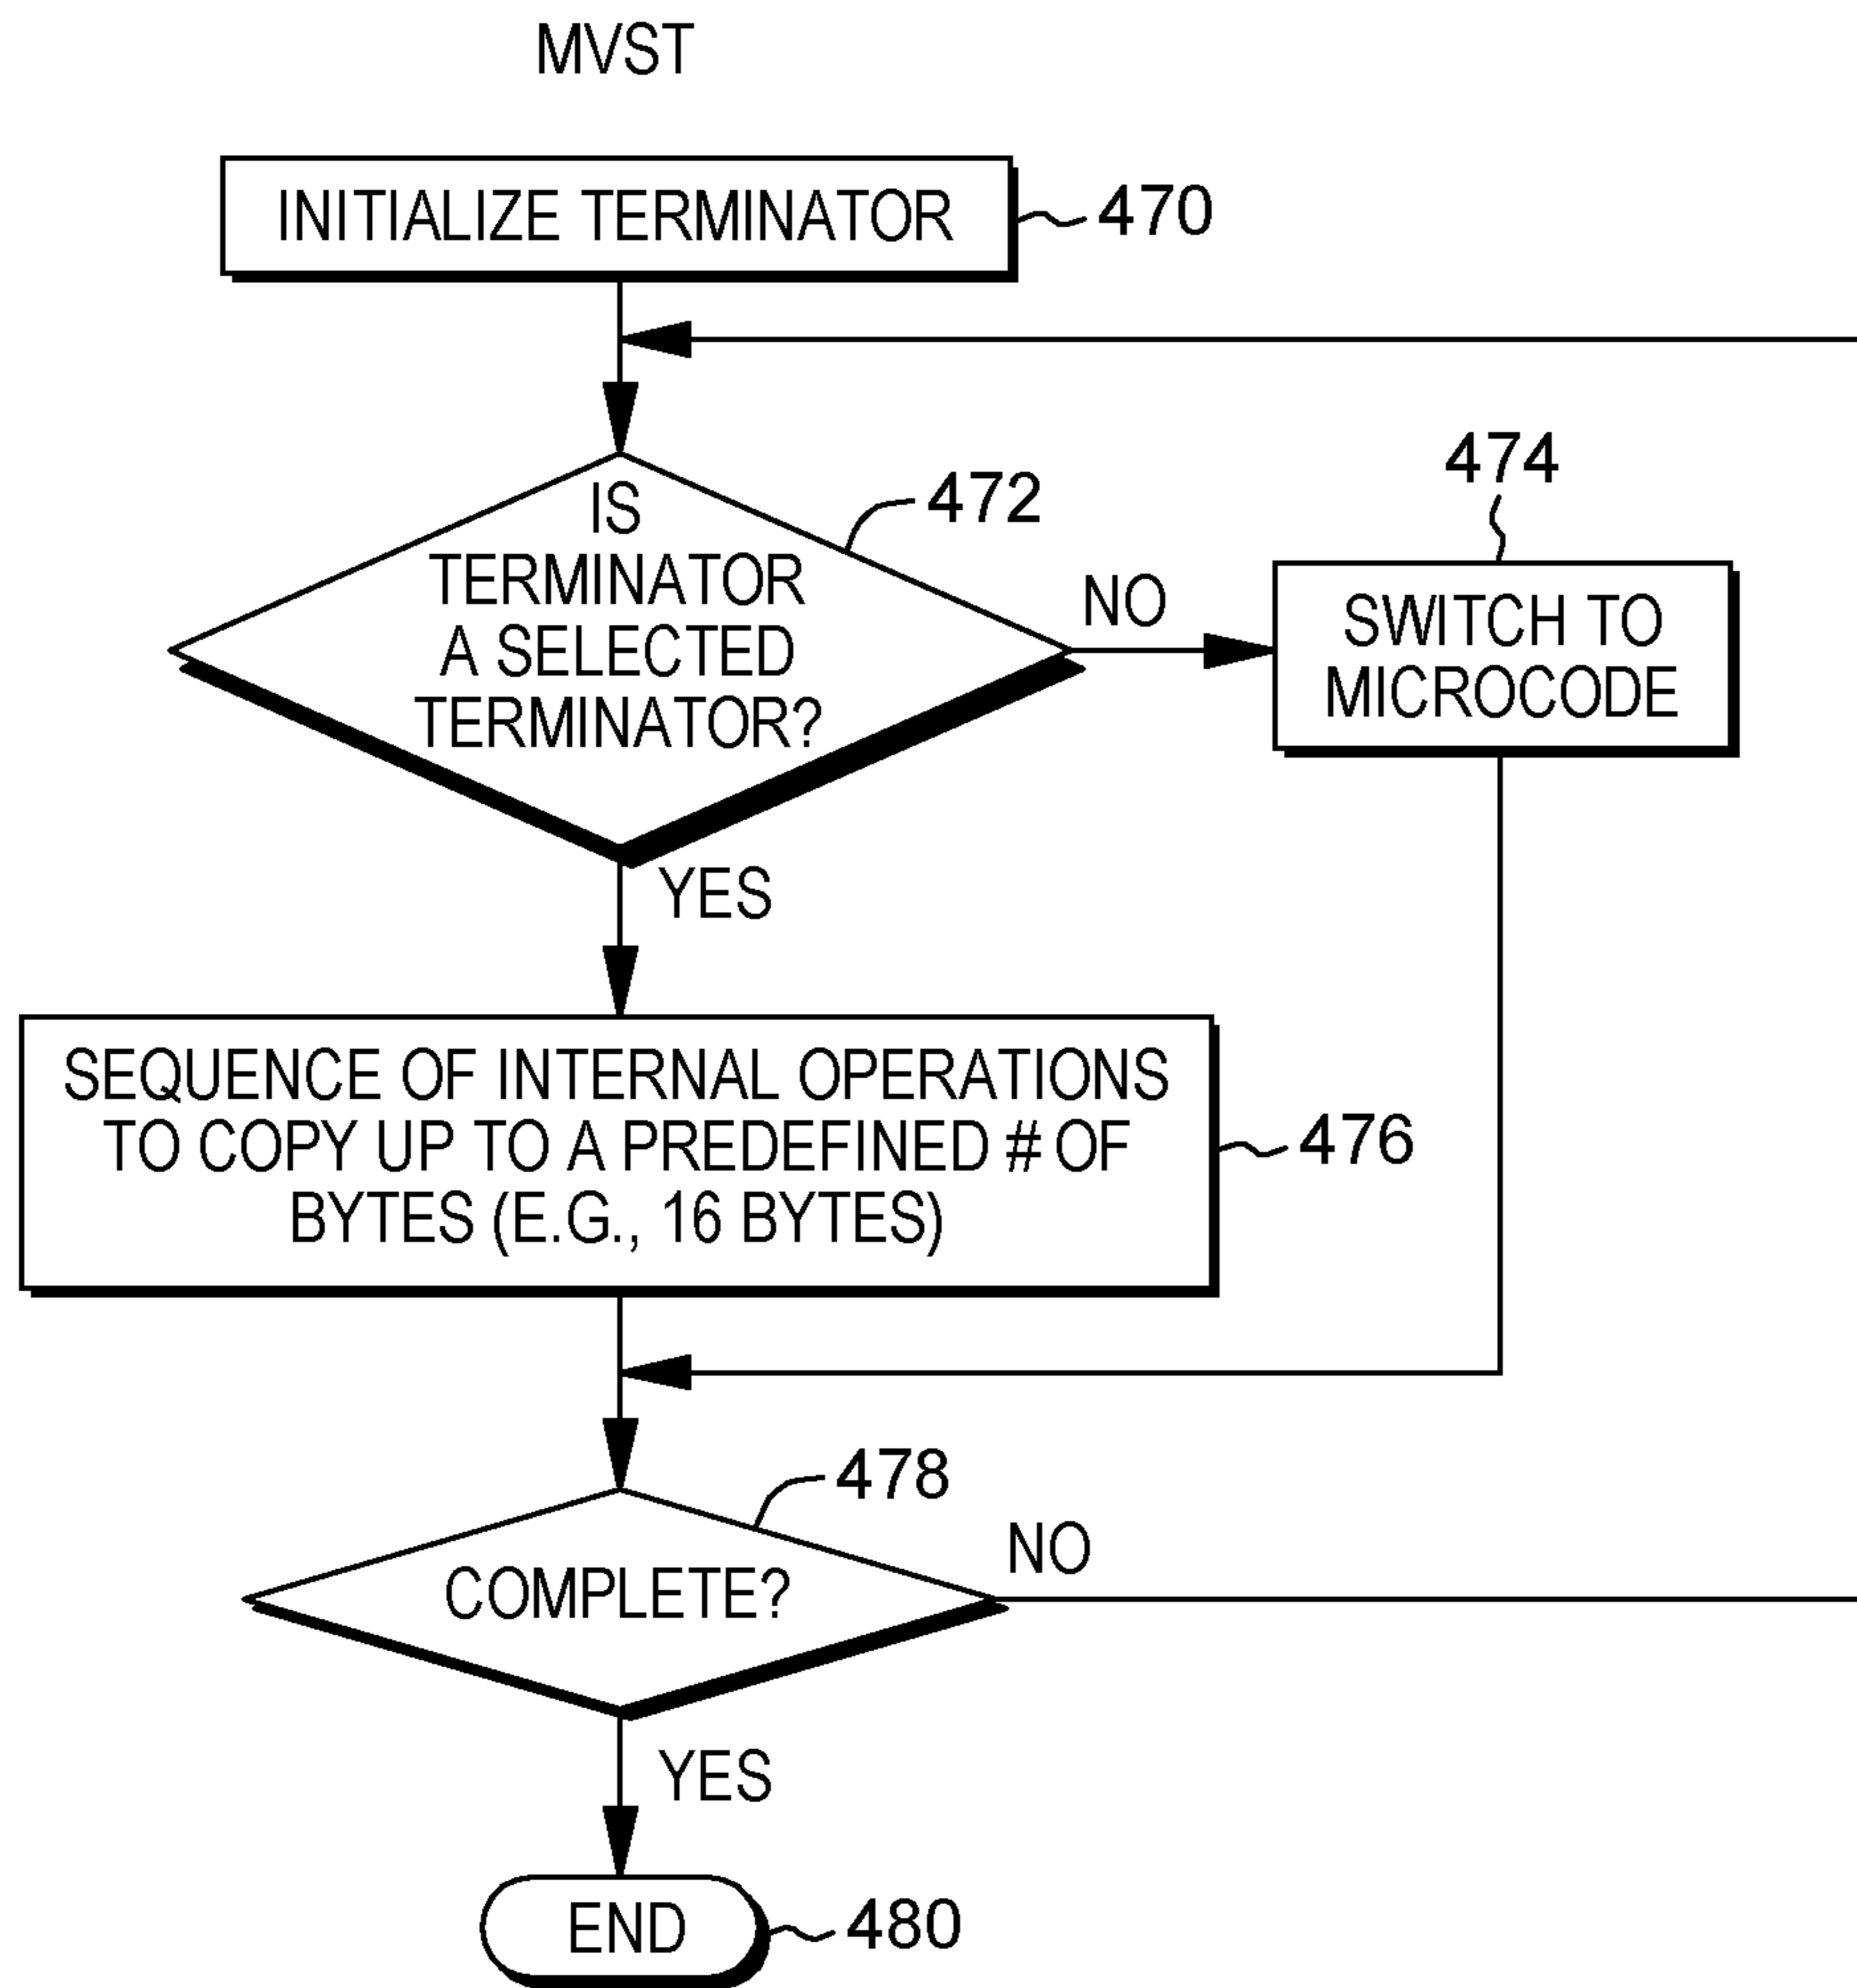 MVST
INITIALIZE TERMINATOR
470
IS
TERMINATOR
A SELECTED
TERMINATOR?
472
NO
474
SWITCH TO
MICROCODE
YES
SEQUENCE OF INTERNAL OPERATIONS
TO COPY UP TO A PREDEFINED # OF
BYTES (E.G., 16 BYTES)
476
478
COMPLETE?
NO
YES
END
480